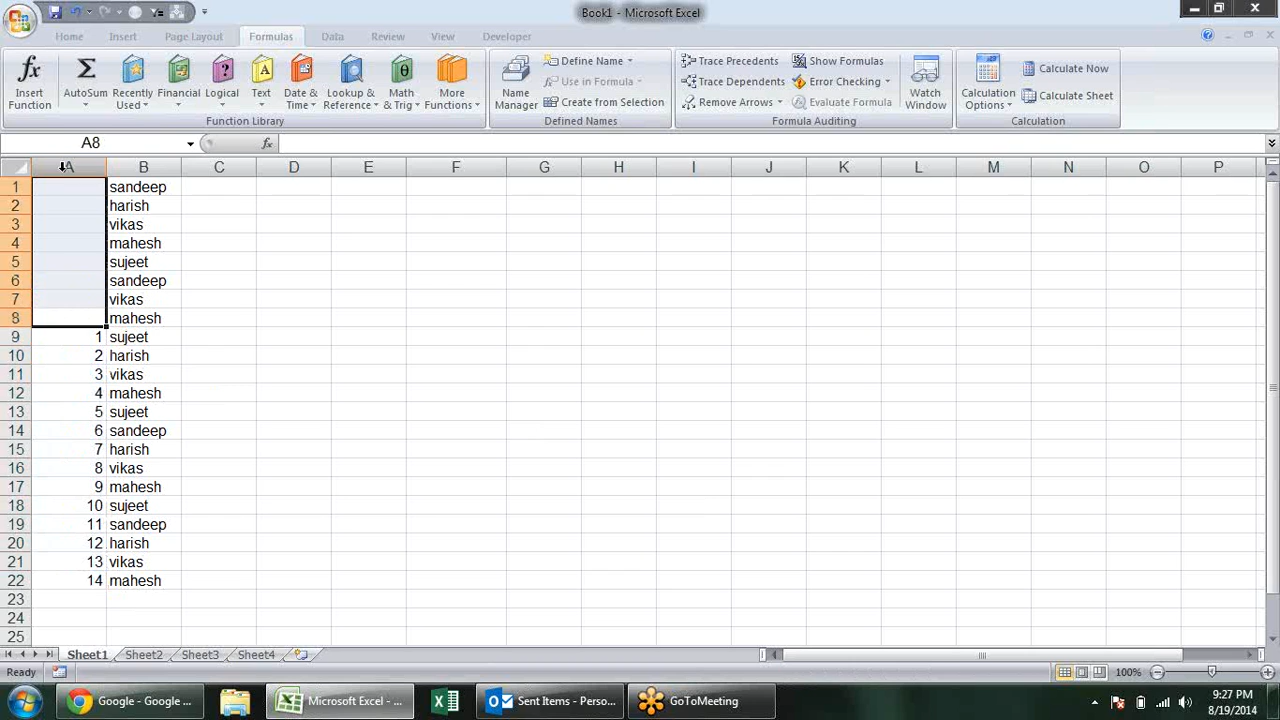 Book1 - Microsoft Excel
Home Insert Page Layout Formulas Data Review View Developer
Insert Function
AutoSum
Recently Used
Financial
Logical
Text
Date & Time
Lookup & Reference
Math & Trig
More Functions
Function Library
Name Manager
Define Name
Use in Formula
Create from Selection
Defined Names
Trace Precedents
Trace Dependents
Remove Arrows
Show Formulas
Error Checking
Evaluate Formula
Formula Auditing
Watch Window
Calculation Options
Calculate Now
Calculate Sheet
Calculation
A8 fx
A B C D E F G H I J K L M N O P
1 sandeep
2 harish
3 vikas
4 mahesh
5 sujeet
6 sandeep
7 vikas
8 mahesh
9 1 sujeet
10 2 harish
11 3 vikas
12 4 mahesh
13 5 sujeet
14 6 sandeep
15 7 harish
16 8 vikas
17 9 mahesh
18 10 sujeet
19 11 sandeep
20 12 harish
21 13 vikas
22 14 mahesh
23
24
25
Sheet1 Sheet2 Sheet3 Sheet4
Ready 100%
Google - Google ... Microsoft Excel - ... Sent Items - Perso... GoToMeeting
9:27 PM
8/19/2014